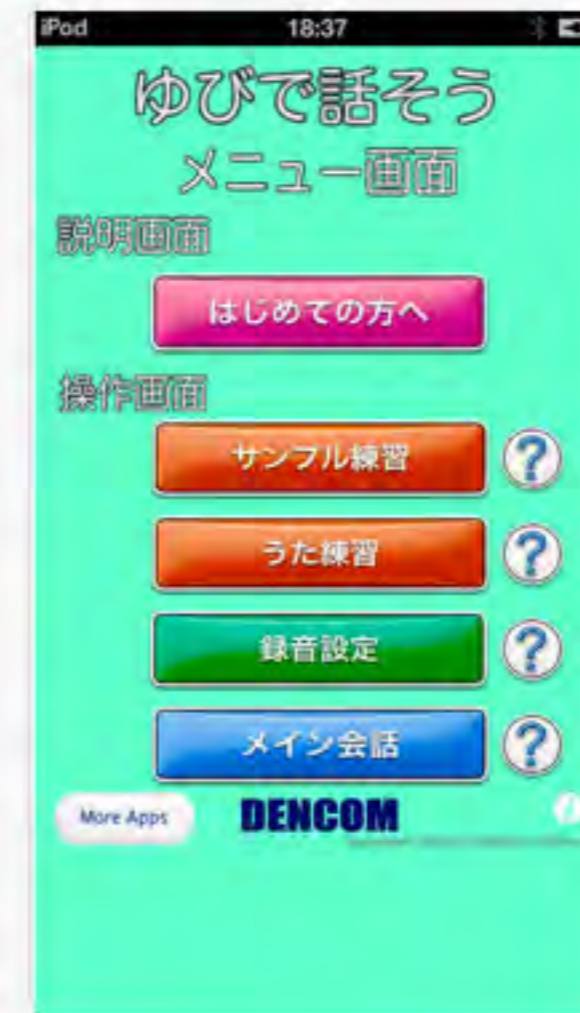 iPod 18:37
ゆびで話そう
メニュー画面
説明画面
はじめての方へ
操作画面
サンプル練習 ?
うた練習 ?
録音設定 ?
メイン会話 ?
More Apps DENCOM